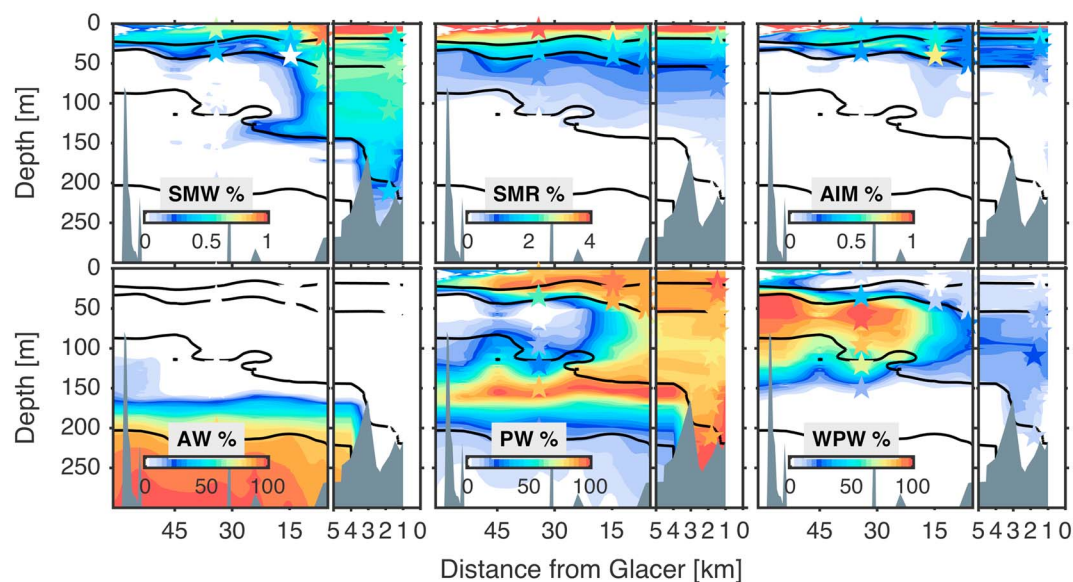 0
50
100
150
200
250
Depth [m]
SMW %
0 0.5 1
SMR %
0 2 4
AIM %
0 0.5 1
0
50
100
150
200
250
Depth [m]
AW %
0 50 100
PW %
0 50 100
WPW %
0 50 100
45 30 15 5 4 3 2 1 0 45 30 15 5 4 3 2 1 0 45 30 15 5 4 3 2 1 0
Distance from Glacer [km]